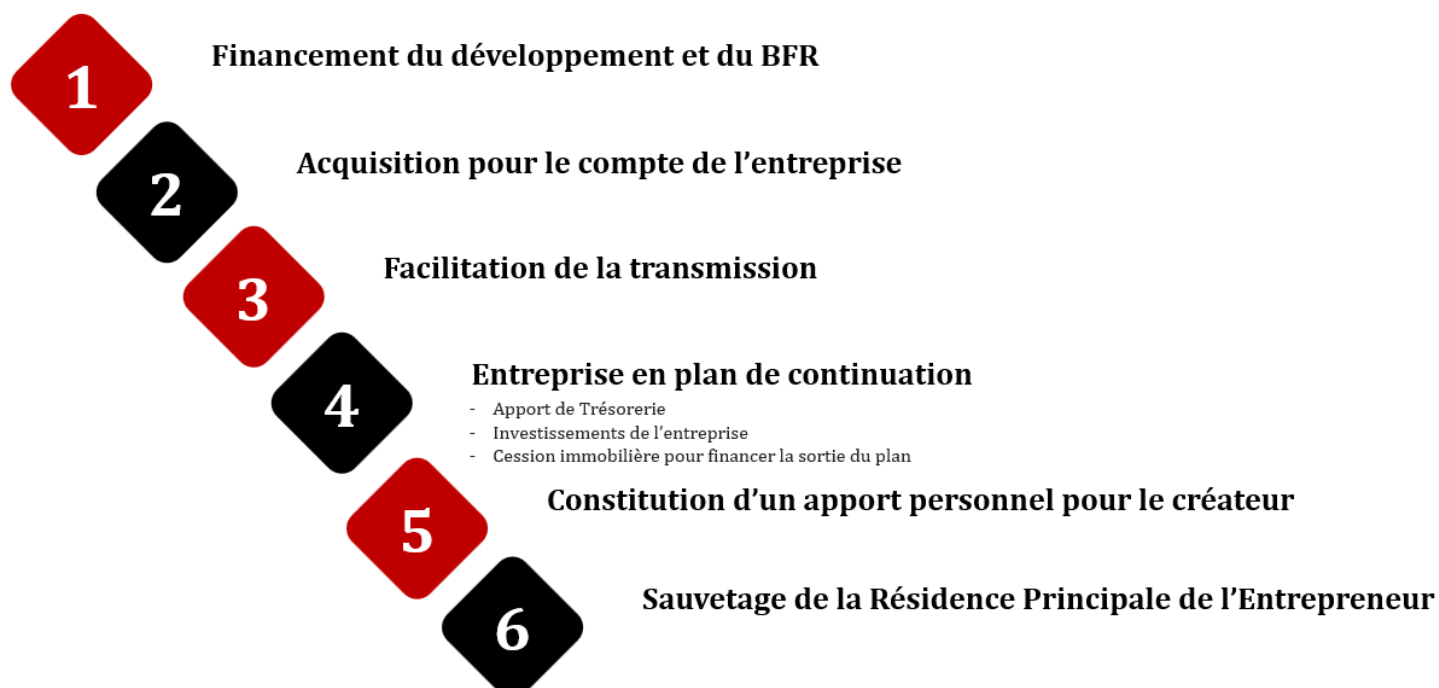 1
Financement du développement et du BFR
2
Acquisition pour le compte de l’entreprise
3
Facilitation de la transmission
4
Entreprise en plan de continuation
- Apport de Trésorerie
- Investissements de l’entreprise
- Cession immobilière pour financer la sortie du plan
5
Constitution d’un apport personnel pour le créateur
6
Sauvetage de la Résidence Principale de l’Entrepreneur